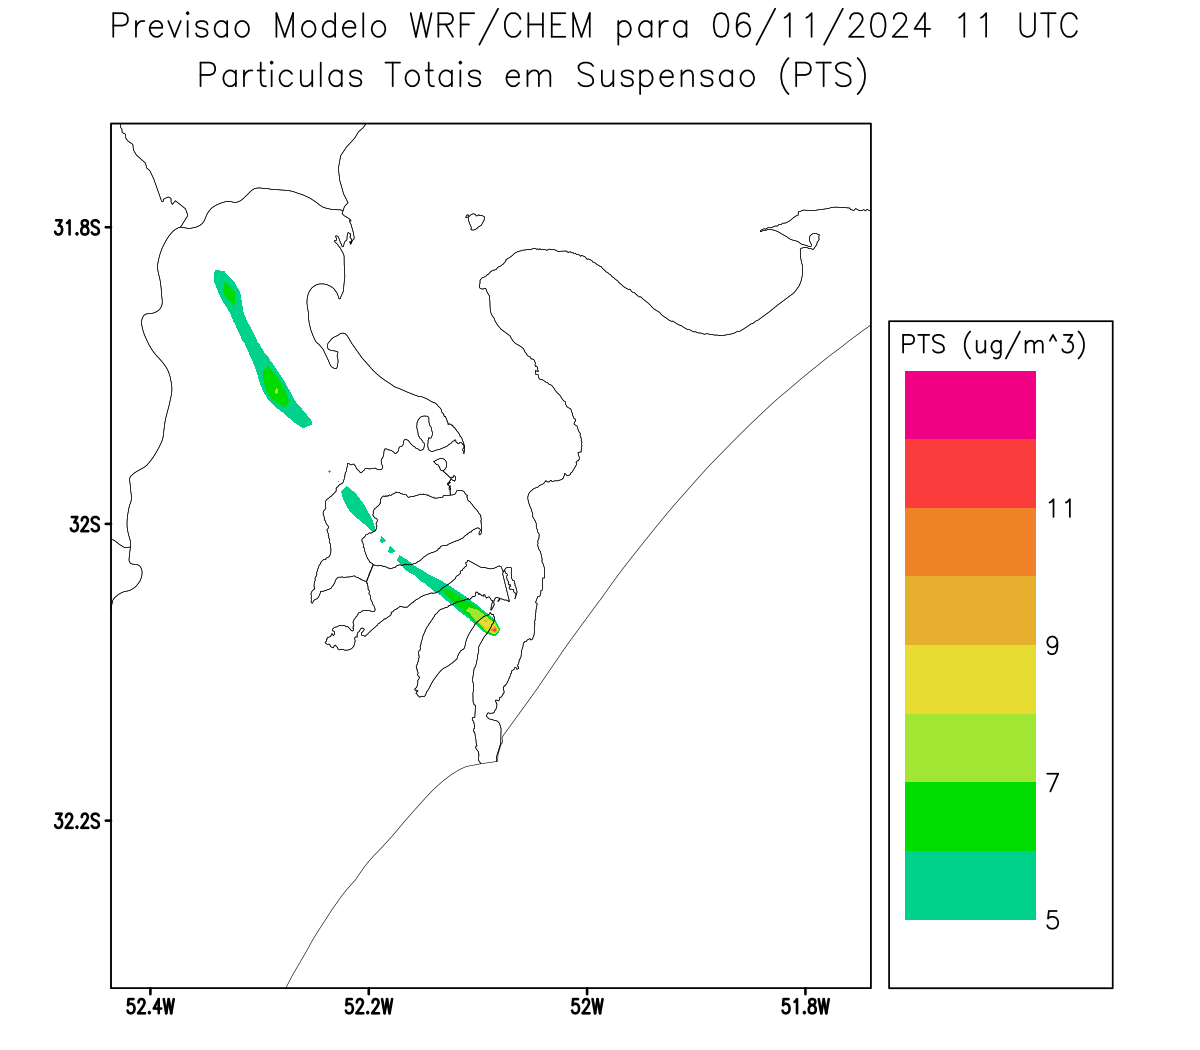 Previsao Modelo WRF/CHEM para 06/11/2024 11 UTC
Particulas Totais em Suspensao (PTS)
31.8S
32S
32.2S
52.4W
52.2W
52W
51.8W
PTS (ug/m^3)
11
9
7
5